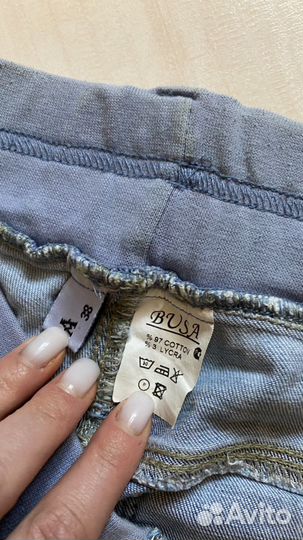 38
BUSA
% 97 COTTON
% 3 LYCRA
Avito